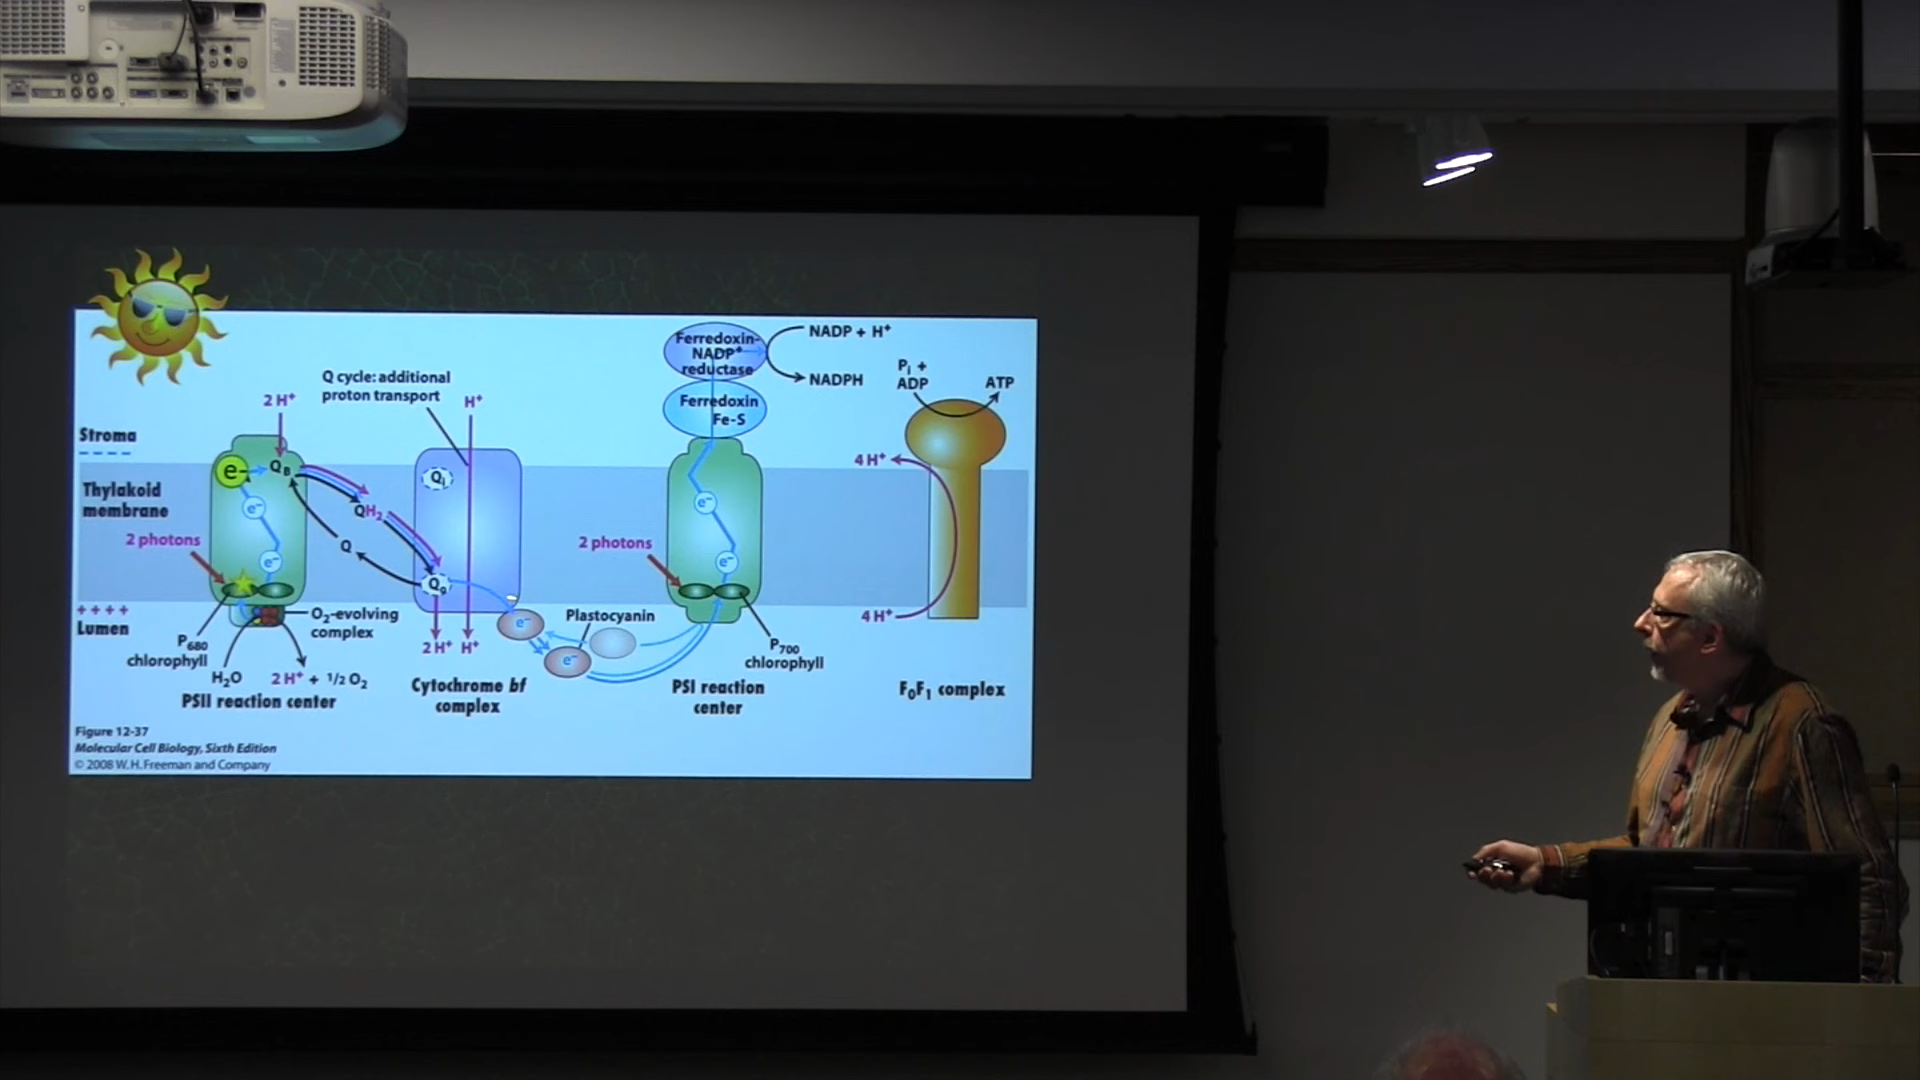 Ferredoxin-
NADP⁺
reductase
NADP + H⁺
NADPH
Pᵢ +
ADP
ATP
Q cycle: additional
proton transport
2 H⁺
H⁺
Ferredoxin
Fe-S
Stroma
e-
Q B
Qi
4 H⁺
Thylakoid
membrane
e⁻
QH₂
e⁻
2 photons
Q
2 photons
e⁻
e⁻
Qo
+ + + +
Lumen
O₂-evolving
complex
Plastocyanin
4 H⁺
e⁻
P₆₈₀
chlorophyll
2 H⁺ H⁺
e⁻
P₇₀₀
chlorophyll
H₂O
2 H⁺ + 1/2 O₂
PSII reaction center
Cytochrome bf
complex
PSI reaction
center
F₀F₁ complex
Figure 12-37
Molecular Cell Biology, Sixth Edition
© 2008 W. H. Freeman and Company